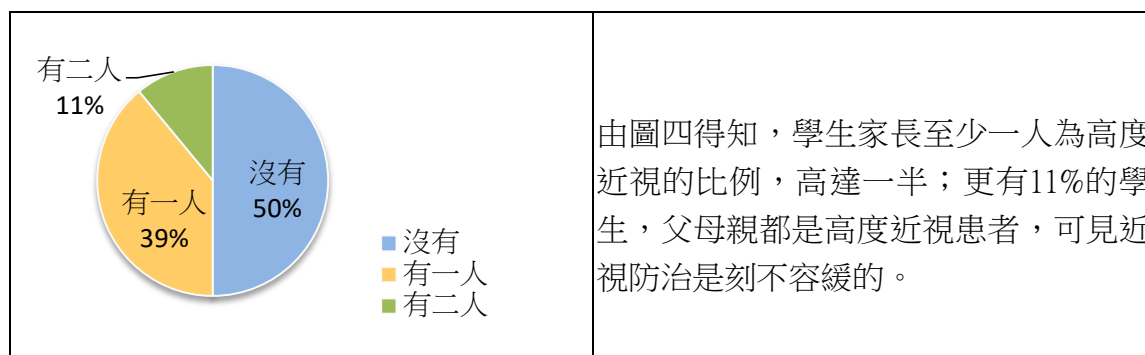 有二人
11%
沒有
50%
有一人
39%
沒有
有一人
有二人
由圖四得知，學生家長至少一人為高度
近視的比例，高達一半；更有11%的學
生，父母親都是高度近視患者，可見近
視防治是刻不容緩的。